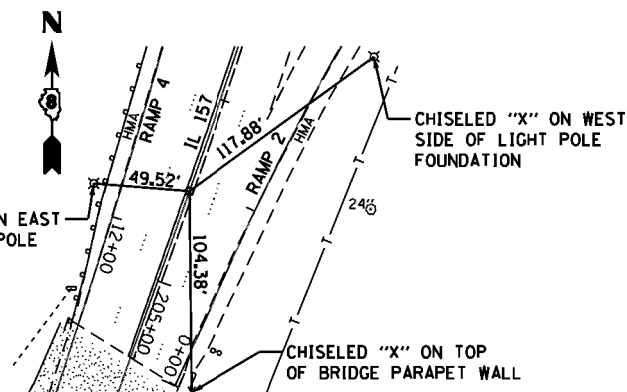 N
8
HMA
RAMP 4
IL 157
117.88'
RAMP 2
HMA
T
CHISELED "X" ON WEST
SIDE OF LIGHT POLE
FOUNDATION
T
49.52'
24"
N EAST
POLE
112+00
104.38'
T
205+00
0+00
8
T
CHISELED "X" ON TOP
OF BRIDGE PARAPET WALL